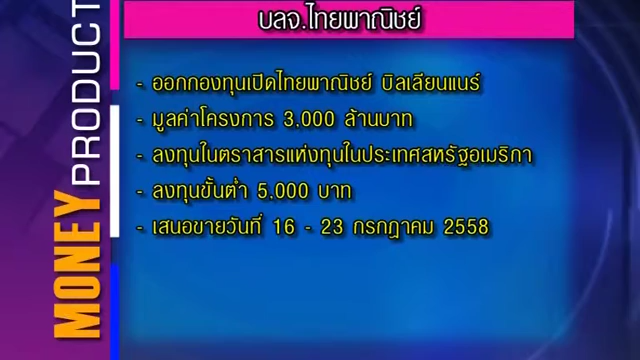 บลจ.ไทยพาณิชย์
- ออกกองทุนเปิดไทยพาณิชย์ บิลเลียนแนร์
- มูลค่าโครงการ 3,000 ล้านบาท
- ลงทุนในตราสารแห่งทุนในประเทศสหรัฐอเมริกา
- ลงทุนขั้นต่ำ 5,000 บาท
- เสนอขายวันที่ 16 - 23 กรกฎาคม 2558
MONEY
PRODUCT